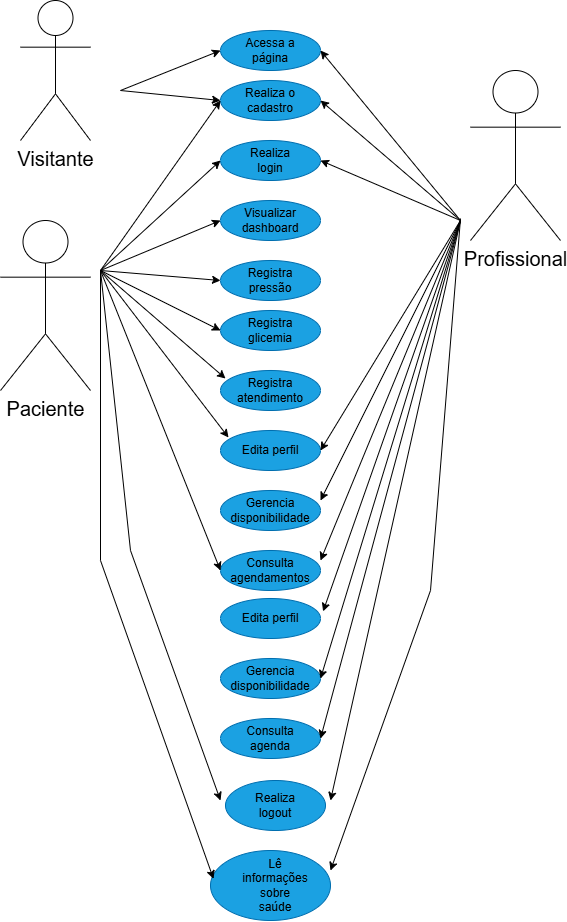 Acessa a
página
Realiza o
cadastro
Visitante
Realiza
login
Visualizar
dashboard
Profissional
Registra
pressão
Registra
glicemia
Registra
atendimento
Paciente
Edita perfil
Gerencia
disponibilidade
Consulta
agendamentos
Edita perfil
Gerencia
disponibilidade
Consulta
agenda
Realiza
logout
Lê
informações
sobre
saúde